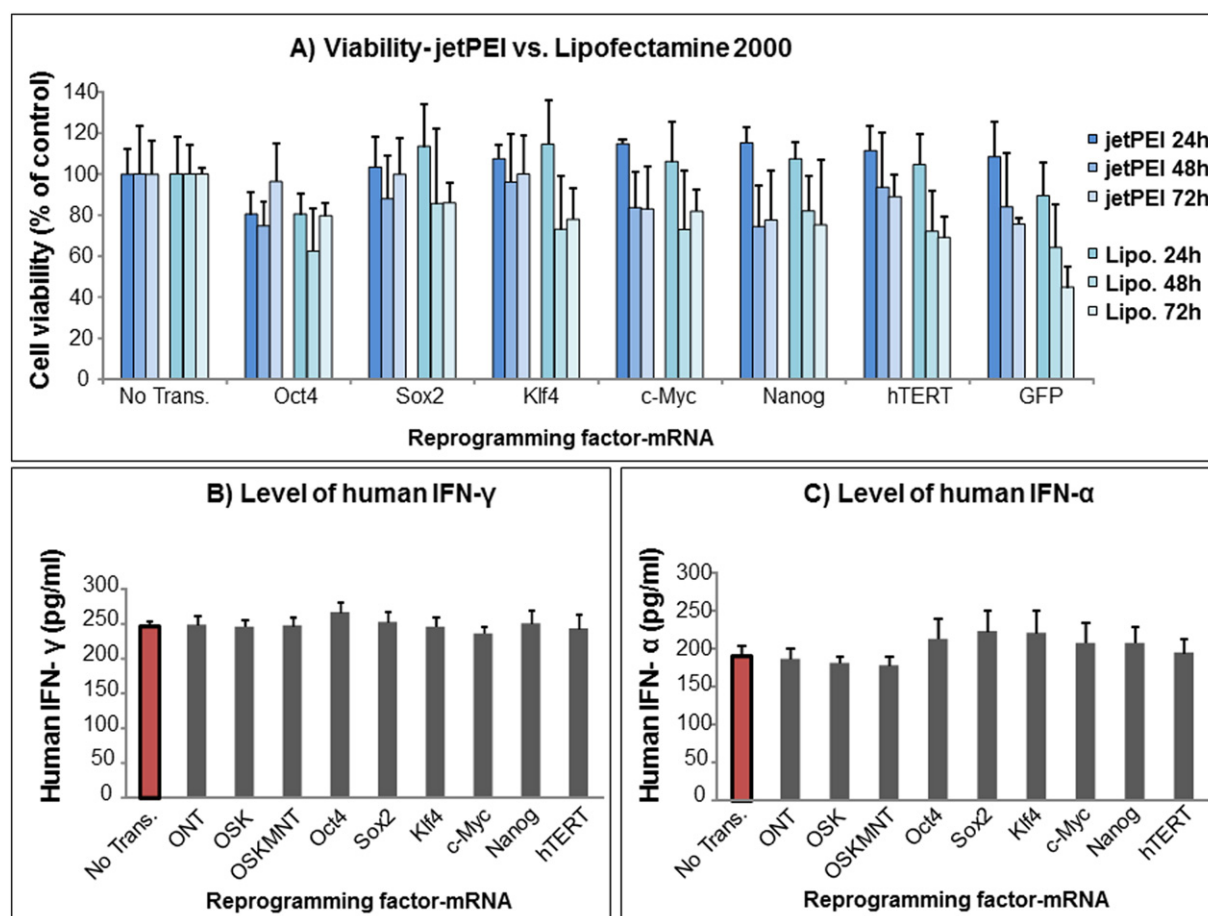 A) Viability- jetPEI vs. Lipofectamine 2000
Cell viability (% of control)
140
120
100
80
60
40
20
0
No Trans. Oct4 Sox2 Klf4 c-Myc Nanog hTERT GFP
Reprogramming factor-mRNA
jetPEI 24h
jetPEI 48h
jetPEI 72h
Lipo. 24h
Lipo. 48h
Lipo. 72h
B) Level of human IFN-γ
Human IFN- γ (pg/ml)
300
250
200
250
100
50
0
No Trans. ONT OSK OSKMNT Oct4 Sox2 Klf4 c-Myc Nanog hTERT
Reprogramming factor-mRNA
C) Level of human IFN-α
Human IFN- α (pg/ml)
300
250
200
150
100
50
0
No Trans. ONT OSK OSKMNT Oct4 Sox2 Klf4 c-Myc Nanog hTERT
Reprogramming factor-mRNA